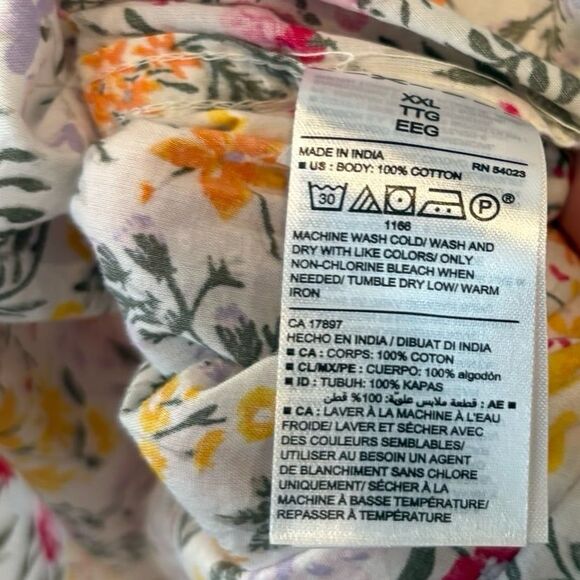 XXL
TTG
EEG
MADE IN INDIA RN 54023
■ US : BODY: 100% COTTON
30 P ®
1166
MACHINE WASH COLD/ WASH AND
DRY WITH LIKE COLORS/ ONLY
NON-CHLORINE BLEACH WHEN
NEEDED/ TUMBLE DRY LOW/ WARM
IRON
CA 17897
HECHO EN INDIA / DIBUAT DI INDIA
■ CA : CORPS: 100% COTON
■ CL/MX/PE : CUERPO: 100% algodón
■ ID : TUBUH: 100% KAPAS
■ AE : قطعة ملابس علوية: 100% قطن
■ CA : LAVER À LA MACHINE À L'EAU
FROIDE/ LAVER ET SÉCHER AVEC
DES COULEURS SEMBLABLES/
UTILISER AU BESOIN UN AGENT
DE BLANCHIMENT SANS CHLORE
UNIQUEMENT/ SÉCHER À LA
MACHINE À BASSE TEMPÉRATURE/
REPASSER À TEMPÉRATURE